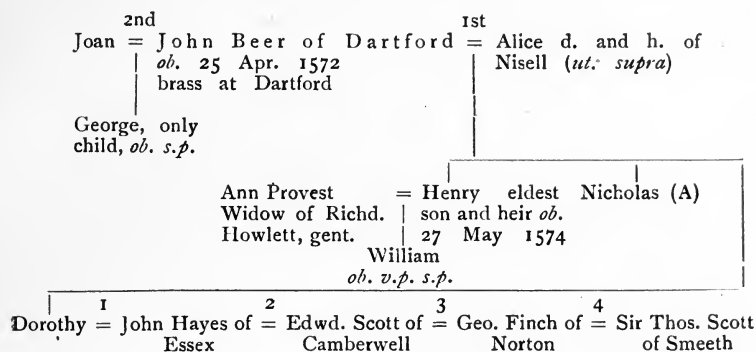 2nd 1st
Joan = John Beer of Dartford = Alice d. and h. of
ob. 25 Apr. 1572 Nisell (ut. supra)
brass at Dartford
George, only
child, ob. s.p.
Ann Provest = Henry eldest Nicholas (A)
Widow of Richd. son and heir ob.
Howlett, gent. 27 May 1574
William
ob. v.p. s.p.
1 2 3 4
Dorothy = John Hayes of = Edwd. Scott of = Geo. Finch of = Sir Thos. Scott
Essex Camberwell Norton of Smeeth